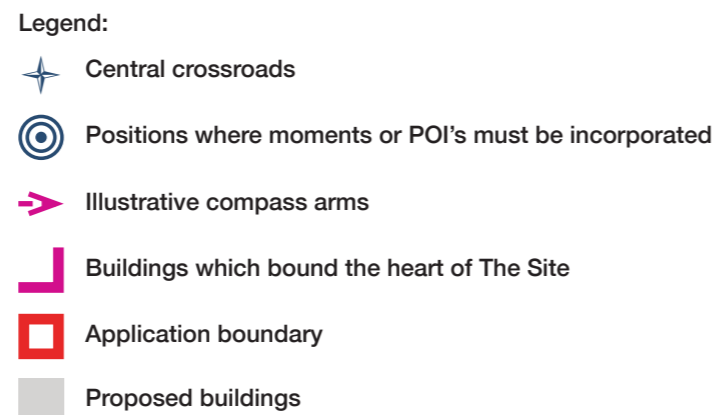 Legend:
Central crossroads
Positions where moments or POI's must be incorporated
Illustrative compass arms
Buildings which bound the heart of The Site
Application boundary
Proposed buildings